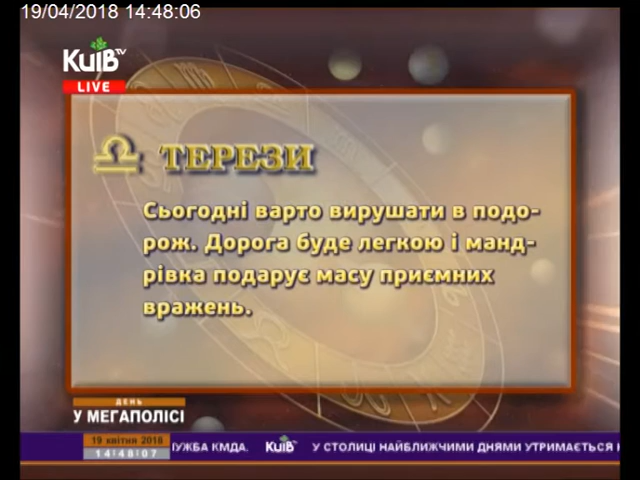 19/04/2018 14:48:06
КиїВ TV
LIVE
ТЕРЕЗИ
Сьогодні варто вирушати в подо-
рож. Дорога буде легкою і манд-
рівка подарує масу приємних
вражень.
ДЕНЬ
У МЕГАПОЛІСІ
19 квітня 2018
14:48:07
КМДА. КиїВ У СТОЛИЦІ НАЙБЛИЖЧИМИ ДНЯМИ УТРИМАЄТЬСЯ